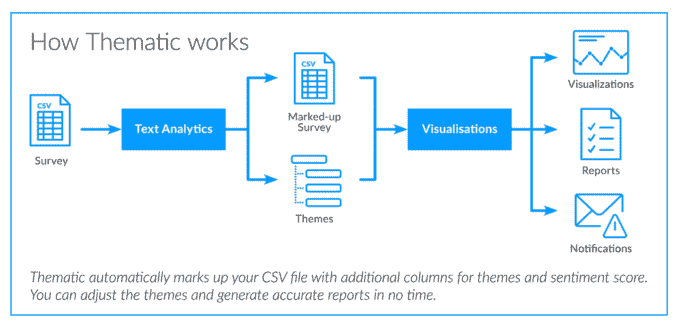 How Thematic works
CSV
Survey
Text Analytics
CSV
Marked-up
Survey
Themes
Visualisations
Visualizations
Reports
Notifications
Thematic automatically marks up your CSV file with additional columns for themes and sentiment score.
You can adjust the themes and generate accurate reports in no time.